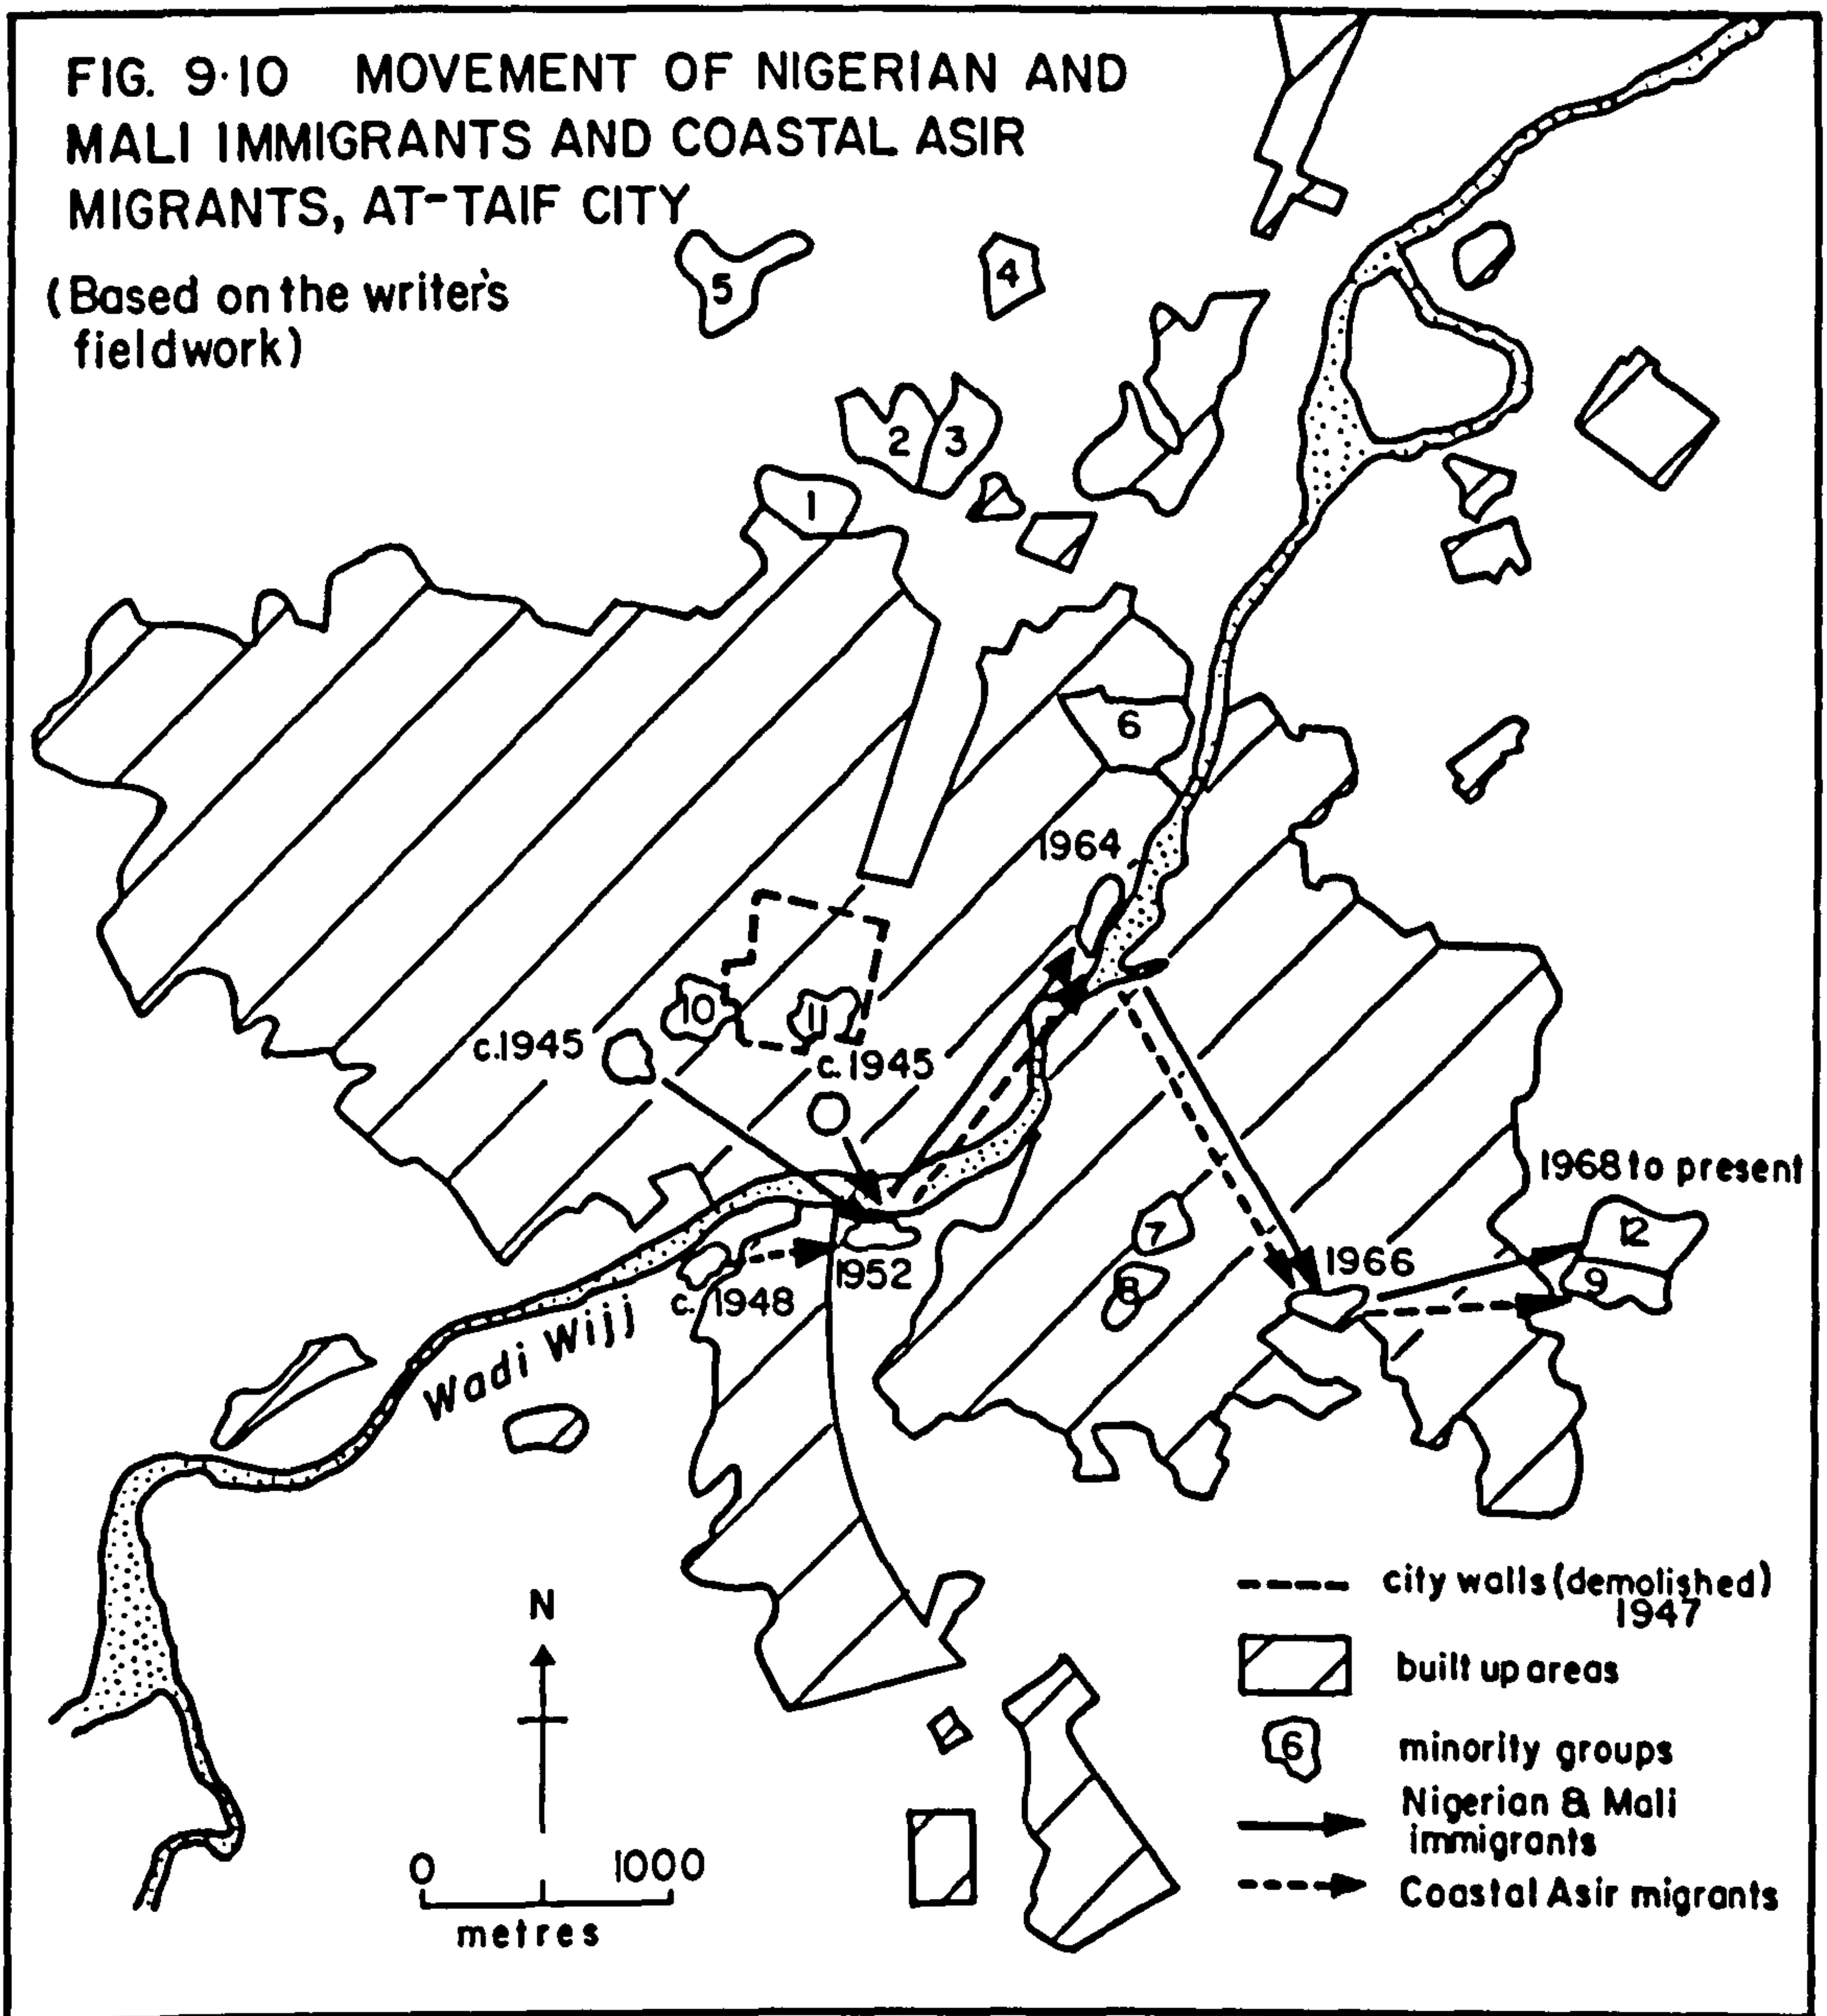 FIG. 9·10 MOVEMENT OF NIGERIAN AND
MALI IMMIGRANTS AND COASTAL ASIR
MIGRANTS, AT-TAIF CITY
(Based on the writer's
fieldwork)
5
4
2
3
1
6
1964
10
11
c.1945
c.1945
1968 to present
12
7
1966
1952
9
8
c. 1948
Wadi Wijj
city walls (demolished)
1947
N
built up areas
6
minority groups
Nigerian & Mali
immigrants
0 1000
Coastal Asir migrants
metres